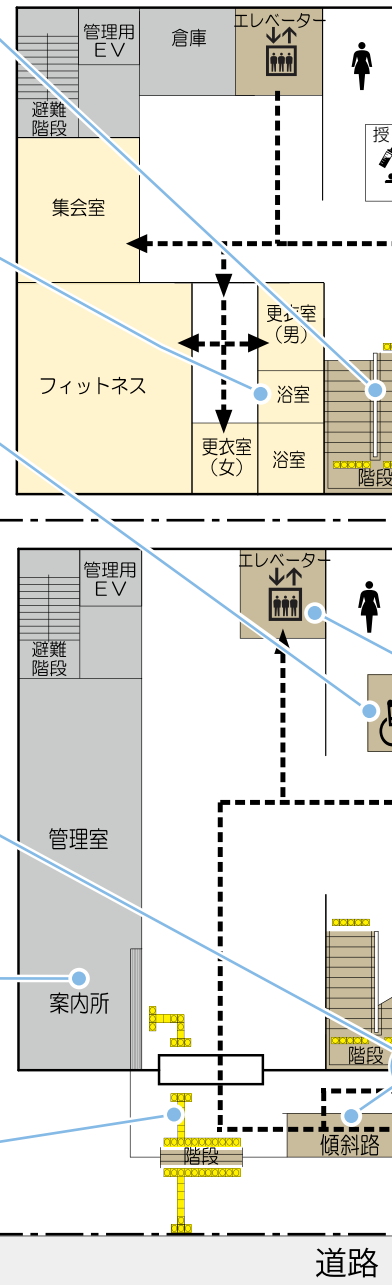 管理用
EV
倉庫
エレベーター
避難
階段
授
集会室
更衣室
（男）
フィットネス
浴室
更衣室
（女）
浴室
階段
管理用
EV
エレベーター
避難
階段
管理室
案内所
階段
傾斜路
階段
道路